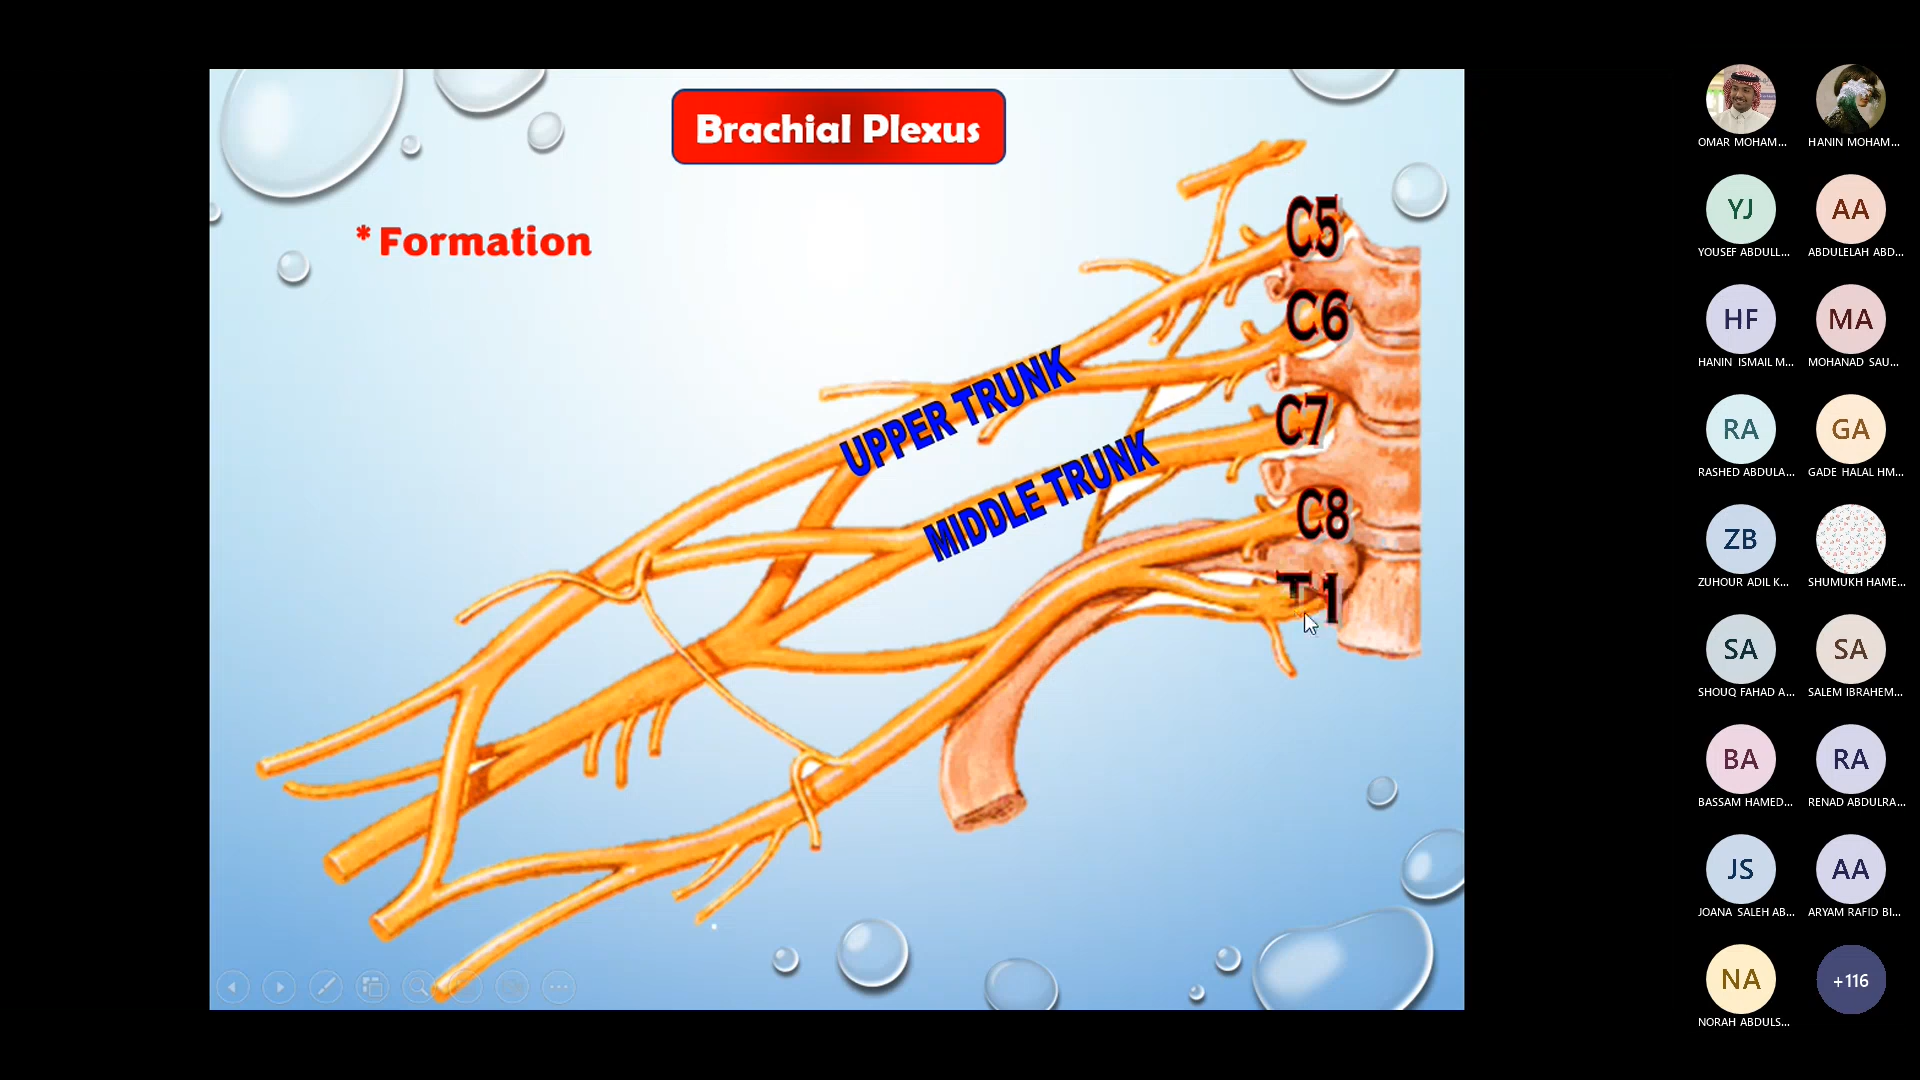 Brachial Plexus
* Formation
C5
C6
C7
C8
T1
UPPER TRUNK
MIDDLE TRUNK
OMAR MOHAM...
HANIN MOHAM...
YJ
YOUSEF ABDULL...
AA
ABDULELAH ABD...
HF
HANIN ISMAIL M...
MA
MOHANAD SAU...
RA
RASHED ABDULA...
GA
GADE HALAL HM...
ZB
ZUHOUR ADIL K...
SHUMUKH HAME...
SA
SHOUQ FAHAD A...
SA
SALEM IBRAHEM...
BA
BASSAM HAMED...
RA
RENAD ABDULRA...
JS
JOANA SALEH AB...
AA
ARYAM RAFID BI...
NA
NORAH ABDULS...
+116